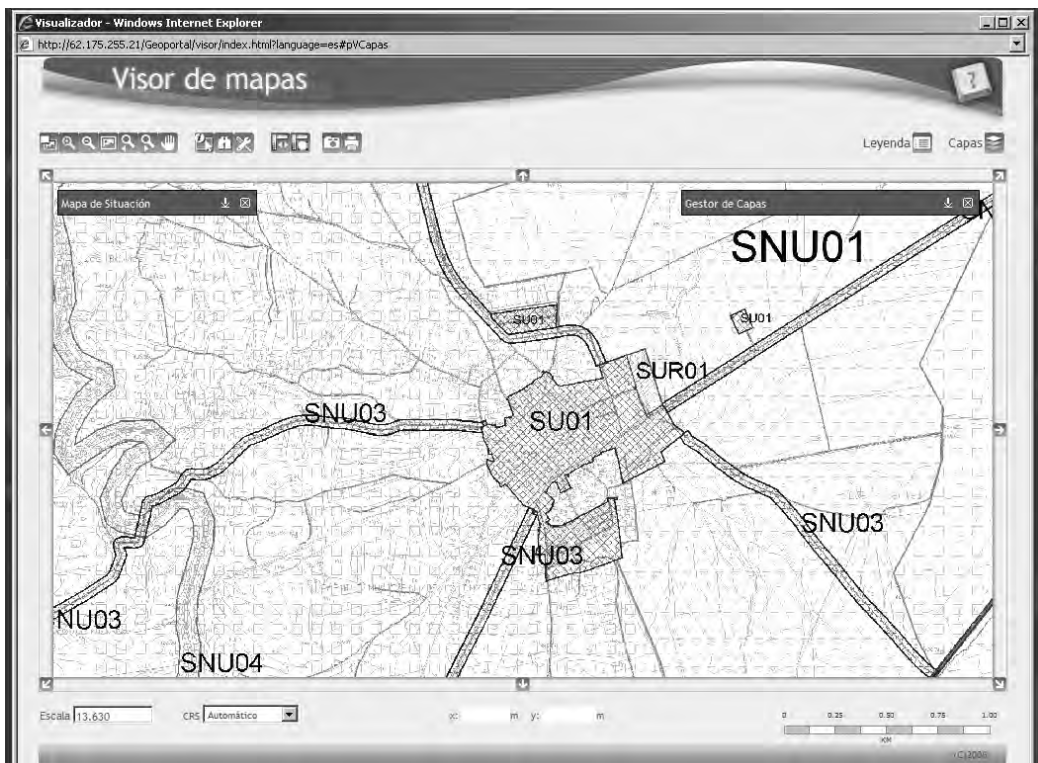 Visualizador - Windows Internet Explorer
http://62.175.255.21/Geoportal/visor/index.html?language=es#pVCapas
Visor de mapas
?
Leyenda Capas
Mapa de Situación
Gestor de Capas
SNU01
SU01
SU01
SUR01
SNU03
SU01
SNU03
SNU03
NU03
SNU04
Escala 13.630 CRS Automático x: m y: m
0 0.25 0.50 0.75 1.00
KM